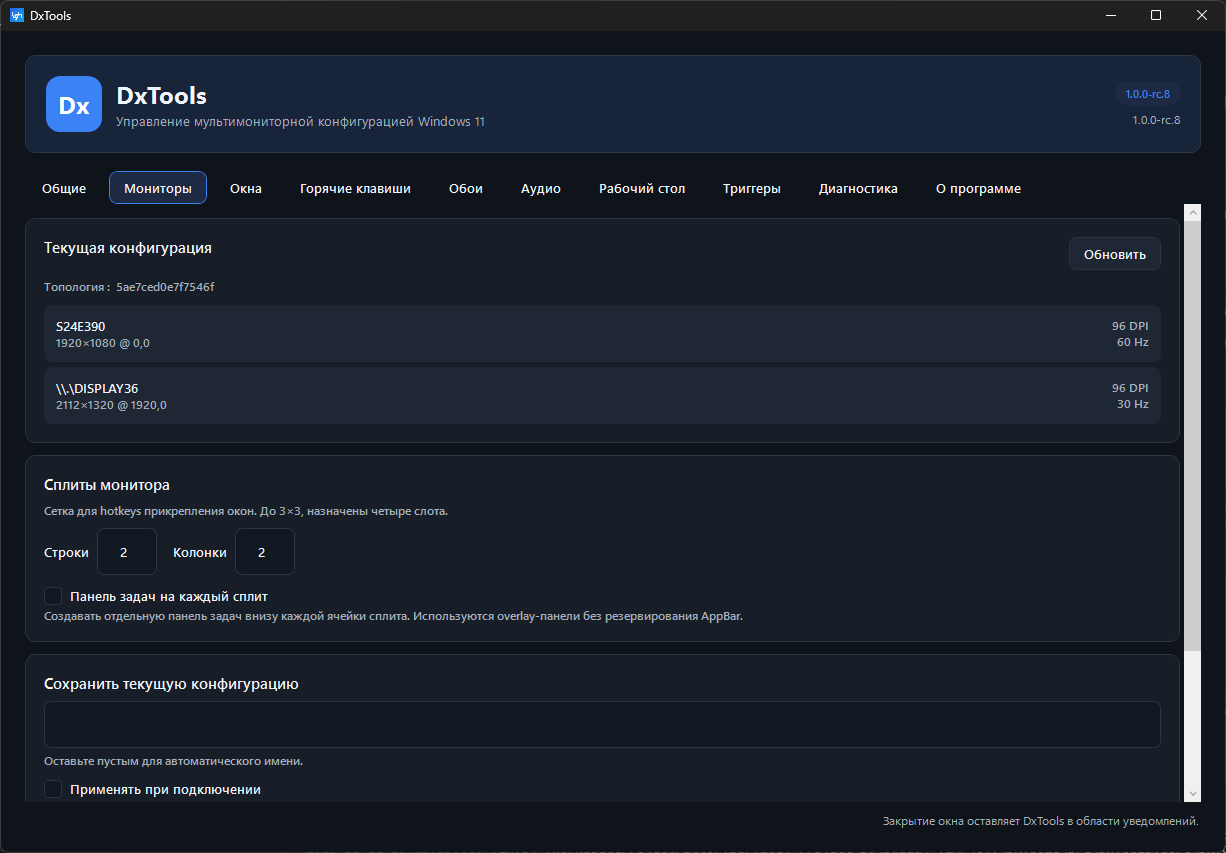 DxTools
Dx
DxTools
Управление мультимониторной конфигурацией Windows 11
1.0.0-rc.8
1.0.0-rc.8
Общие Мониторы Окна Горячие клавиши Обои Аудио Рабочий стол Триггеры Диагностика О программе
Текущая конфигурация
Обновить
Топология : 5ae7ced0e7f7546f
S24E390
96 DPI
1920×1080 @ 0,0
60 Hz
\\.\DISPLAY36
96 DPI
2112×1320 @ 1920,0
30 Hz
Сплиты монитора
Сетка для hotkeys прикрепления окон. До 3×3, назначены четыре слота.
Строки 2 Колонки 2
Панель задач на каждый сплит
Создавать отдельную панель задач внизу каждой ячейки сплита. Используются overlay-панели без резервирования AppBar.
Сохранить текущую конфигурацию
Оставьте пустым для автоматического имени.
Применять при подключении
Закрытие окна оставляет DxTools в области уведомлений.